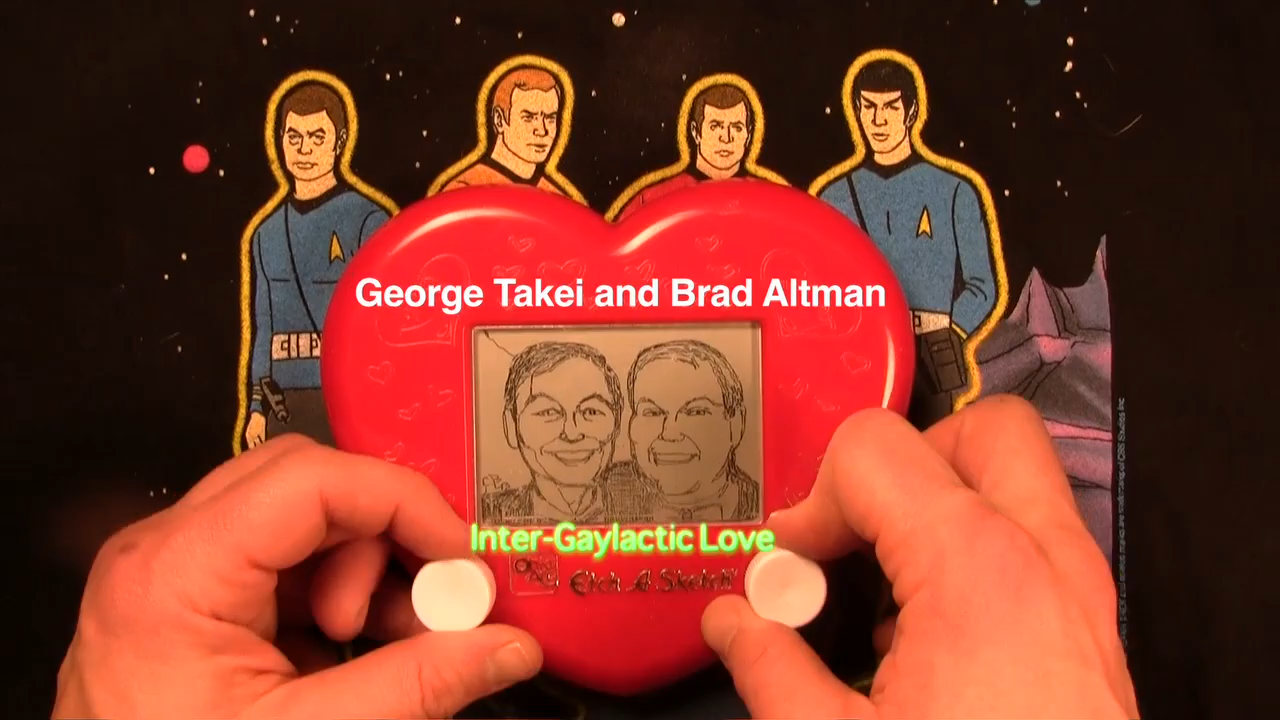 George Takei and Brad Altman
Inter-Gaylactic Love
Etch A Sketch